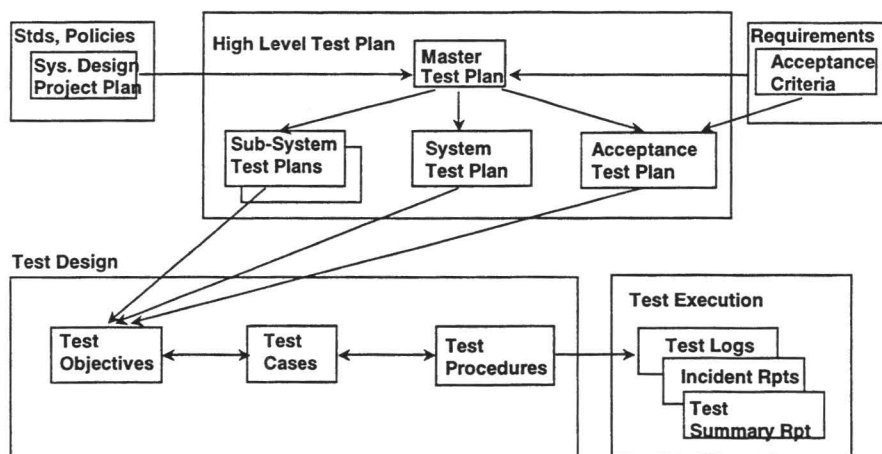 Stds, Policies
Sys. Design
Project Plan
High Level Test Plan
Master
Test Plan
Requirements
Acceptance
Criteria
Sub-System
Test Plans
System
Test Plan
Acceptance
Test Plan
Test Design
Test
Objectives
Test
Cases
Test
Procedures
Test Execution
Test Logs
Incident Rpts
Test
Summary Rpt